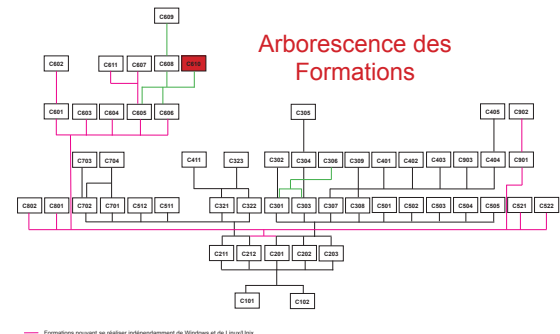 C609
Arborescence des
Formations
C602
C611
C607
C608
C610
C601
C603
C604
C605
C606
C305
C405
C902
C703
C704
C411
C323
C302
C304
C306
C309
C401
C402
C403
C903
C404
C901
C802
C801
C702
C701
C512
C511
C321
C322
C301
C303
C307
C308
C501
C502
C503
C504
C505
C521
C522
C211
C212
C201
C202
C203
C101
C102
Formations pouvant se réaliser indépendamment de Windows et de Linux/Unix